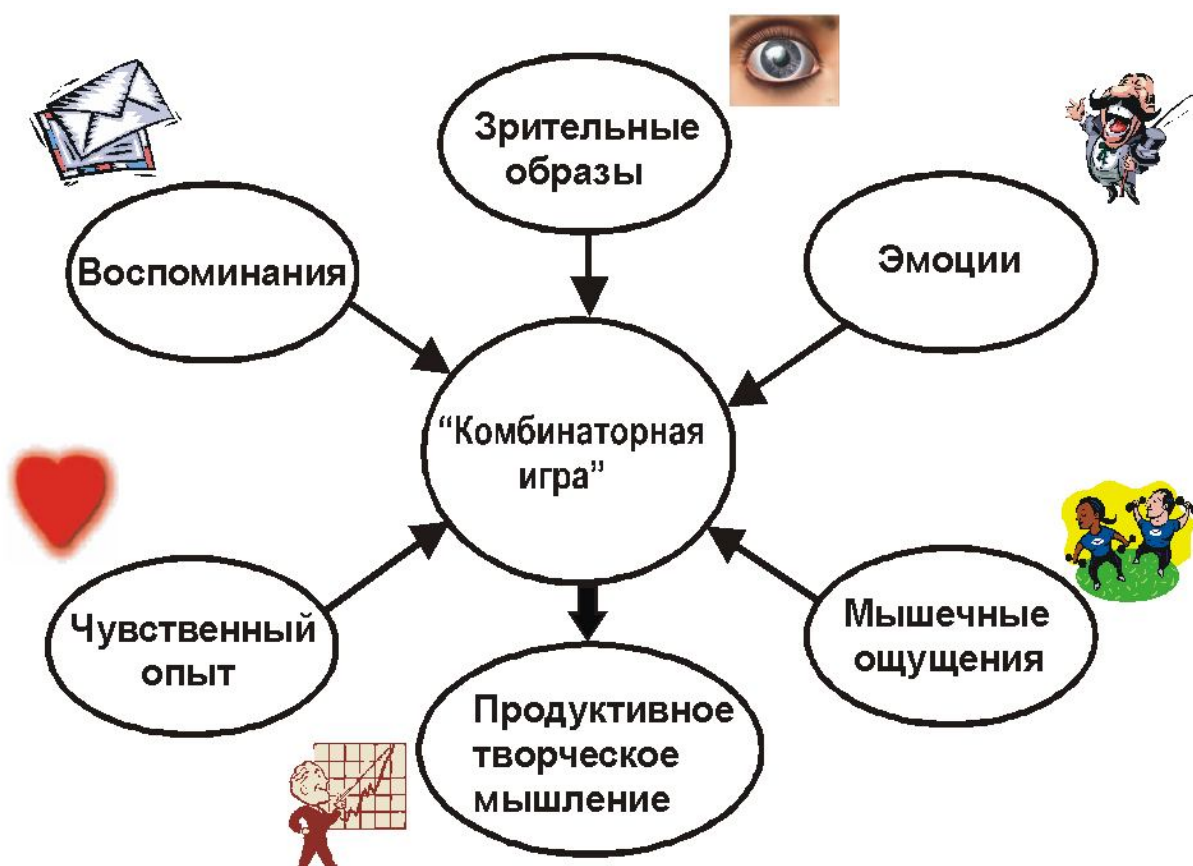 Зрительные
образы
Воспоминания
Эмоции
“Комбинаторная
игра”
Чувственный
опыт
Мышечные
ощущения
Продуктивное
творческое
мышление